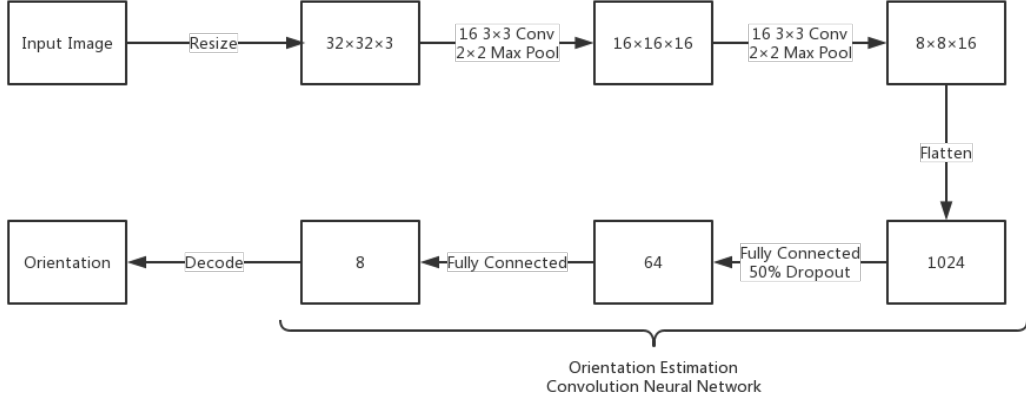 Input Image
Resize
32×32×3
16 3×3 Conv
2×2 Max Pool
16×16×16
16 3×3 Conv
2×2 Max Pool
8×8×16
Flatten
1024
Fully Connected
50% Dropout
64
Fully Connected
8
Decode
Orientation
Orientation Estimation
Convolution Neural Network